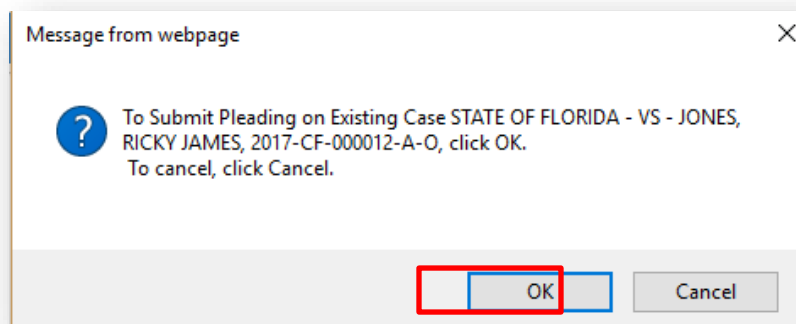 Message from webpage
To Submit Pleading on Existing Case STATE OF FLORIDA - VS - JONES,
RICKY JAMES, 2017-CF-000012-A-O, click OK.
To cancel, click Cancel.
OK
Cancel